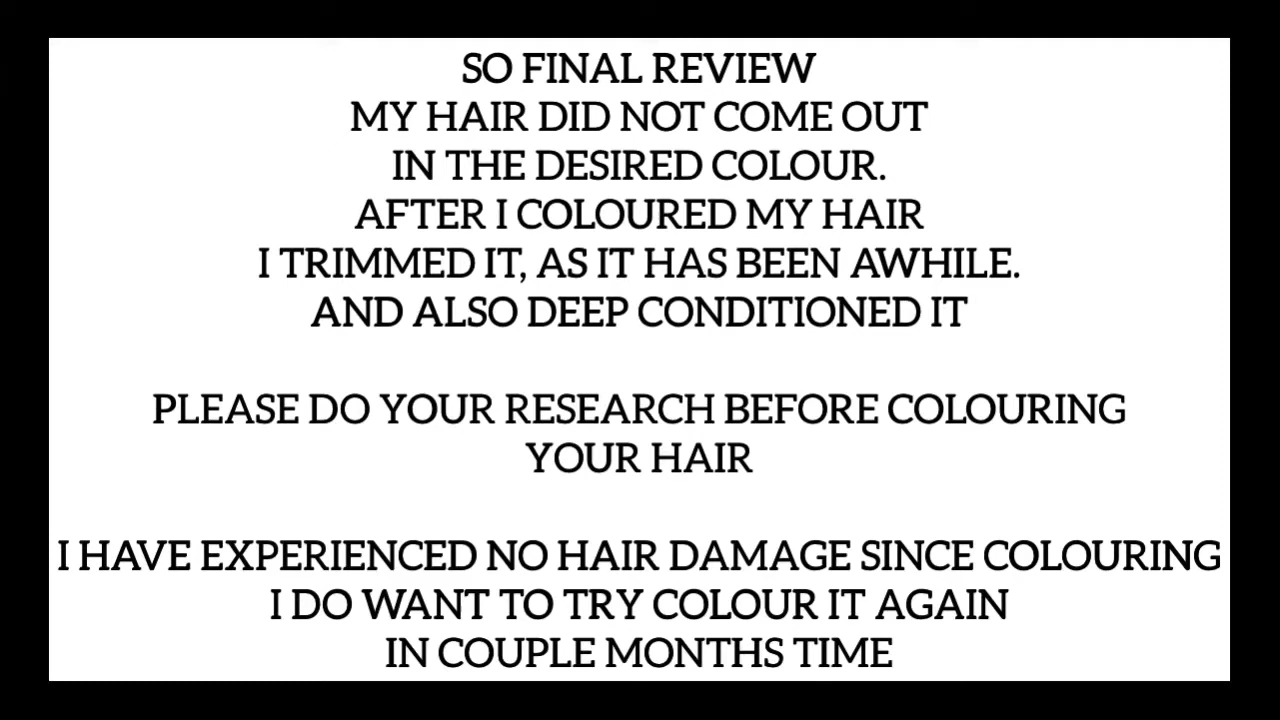 SO FINAL REVIEW
MY HAIR DID NOT COME OUT
IN THE DESIRED COLOUR.
AFTER I COLOURED MY HAIR
I TRIMMED IT, AS IT HAS BEEN AWHILE.
AND ALSO DEEP CONDITIONED IT
PLEASE DO YOUR RESEARCH BEFORE COLOURING
YOUR HAIR
I HAVE EXPERIENCED NO HAIR DAMAGE SINCE COLOURING
I DO WANT TO TRY COLOUR IT AGAIN
IN COUPLE MONTHS TIME